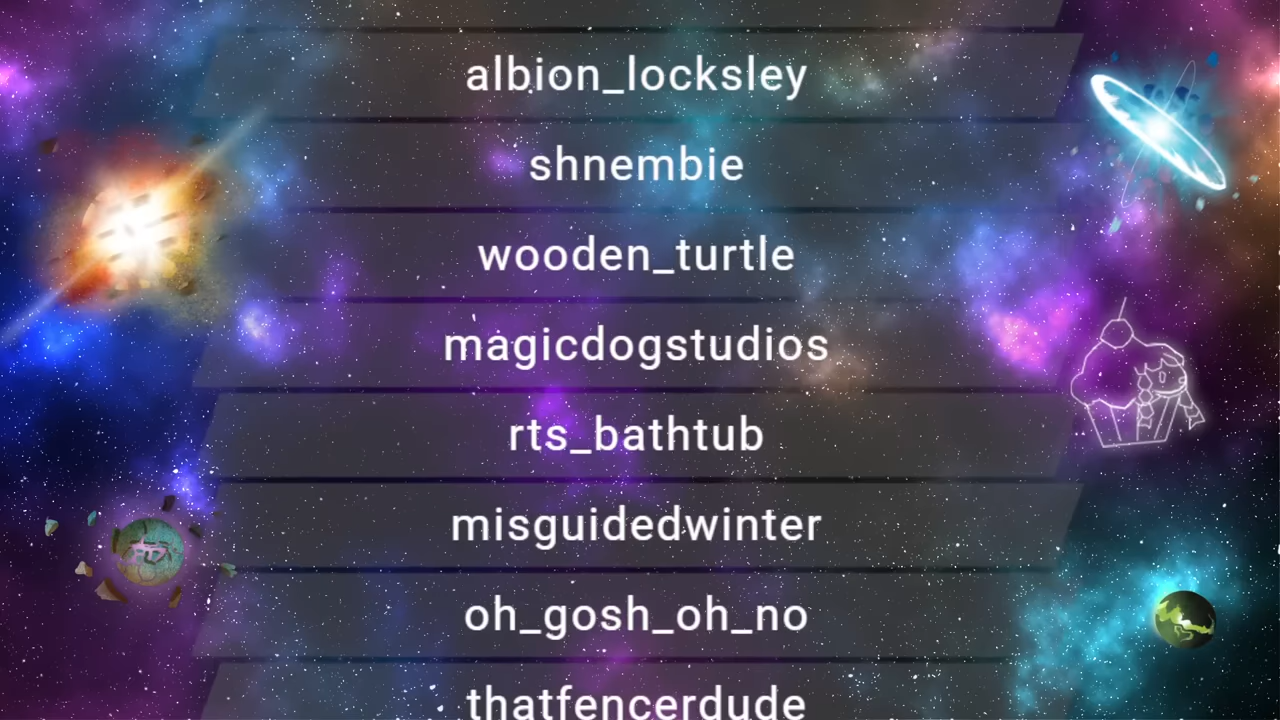 albion_locksley
shnembie
wooden_turtle
magicdogstudios
rts_bathtub
misguidedwinter
oh_gosh_oh_no
thatfencerdude